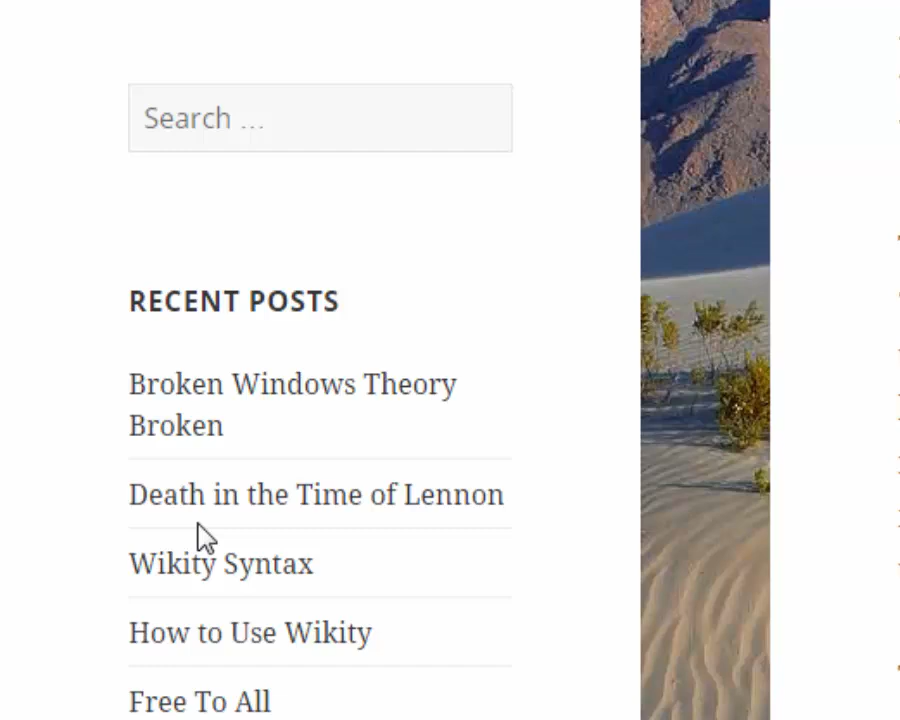 Search ...
RECENT POSTS
Broken Windows Theory
Broken
Death in the Time of Lennon
Wikity Syntax
How to Use Wikity
Free To All